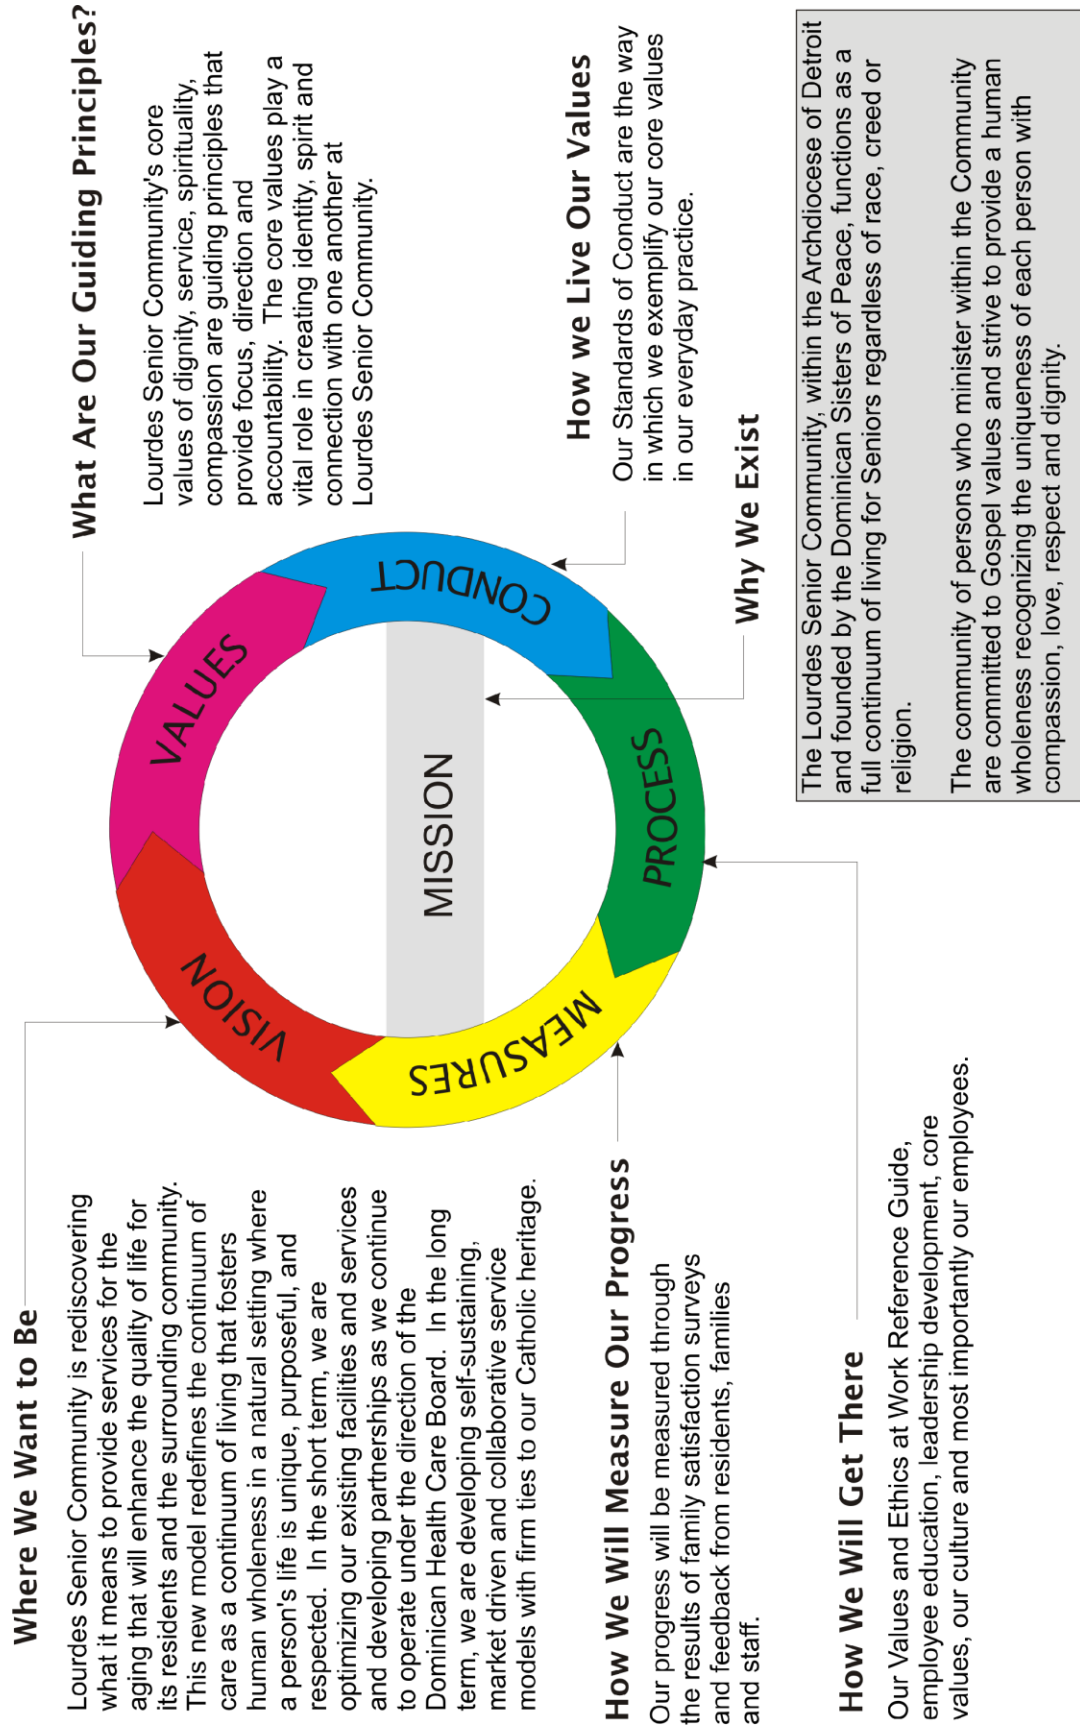 Where We Want to Be
Lourdes Senior Community is rediscovering
what it means to provide services for the
aging that will enhance the quality of life for
its residents and the surrounding community.
This new model redefines the continuum of
care as a continuum of living that fosters
human wholeness in a natural setting where
a person's life is unique, purposeful, and
respected.  In the short term, we are
optimizing our existing facilities and services
and developing partnerships as we continue
to operate under the direction of the
Dominican Health Care Board.  In the long
term, we are developing self-sustaining,
market driven and collaborative service
models with firm ties to our Catholic heritage.
How We Will Measure Our Progress
Our progress will be measured through
the results of family satisfaction surveys
and feedback from residents, families
and staff.
How We Will Get There
Our Values and Ethics at Work Reference Guide,
employee education, leadership development, core
values, our culture and most importantly our employees.
VISION
VALUES
CONDUCT
PROCESS
MEASURES
MISSION
What Are Our Guiding Principles?
Lourdes Senior Community's core
values of dignity, service, spirituality,
compassion are guiding principles that
provide focus, direction and
accountability.  The core values play a
vital role in creating identity, spirit and
connection with one another at
Lourdes Senior Community.
How we Live Our Values
Our Standards of Conduct are the way
in which we exemplify our core values
in our everyday practice.
Why We Exist
The Lourdes Senior Community, within the Archdiocese of Detroit
and founded by the Dominican Sisters of Peace, functions as a
full continuum of living for Seniors regardless of race, creed or
religion.
The community of persons who minister within the Community
are committed to Gospel values and strive to provide a human
wholeness recognizing the uniqueness of each person with
compassion, love, respect and dignity.